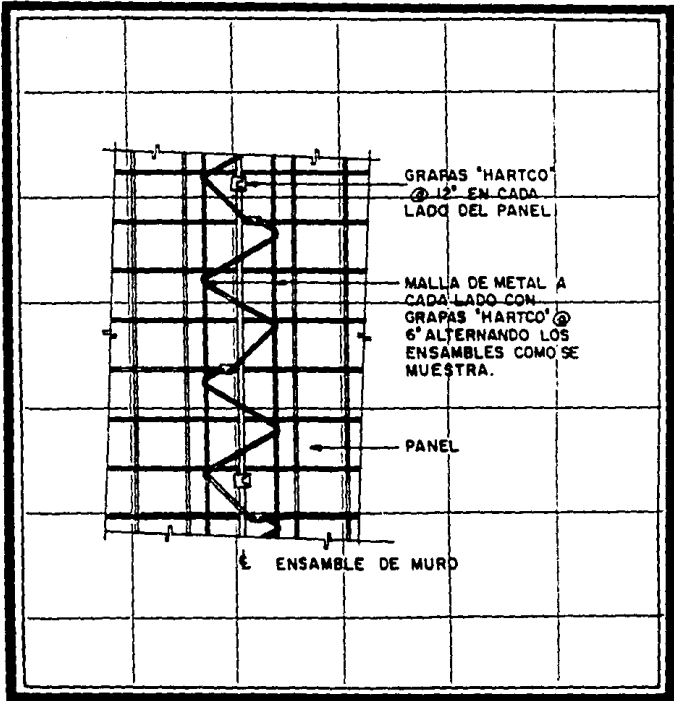 GRAPAS "HARTCO"
@ 12" EN CADA
LADO DEL PANEL
MALLA DE METAL A
CADA LADO CON
GRAPAS "HARTCO" @
6" ALTERNANDO LOS
ENSAMBLES COMO SE
MUESTRA.
PANEL
℄ ENSAMBLE DE MURO